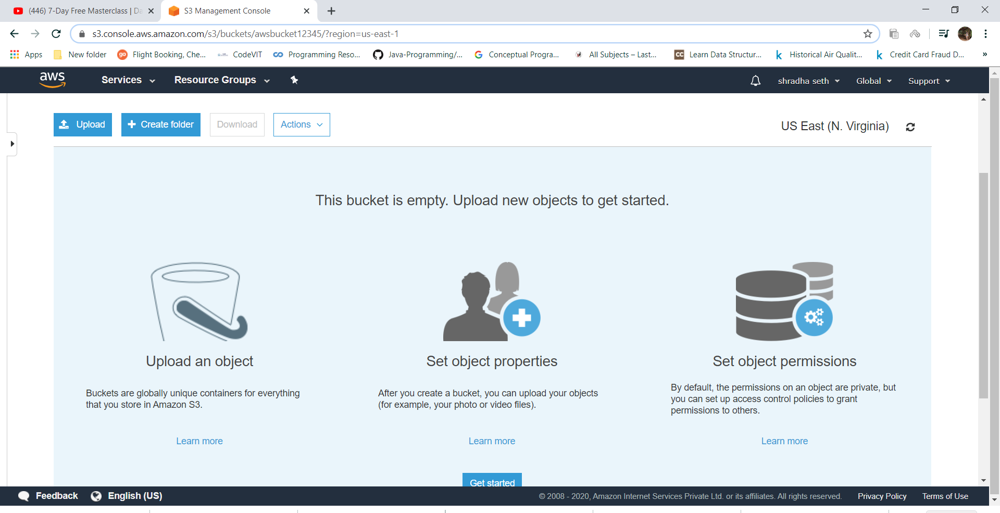 (446) 7-Day Free Masterclass | Da
S3 Management Console
s3.console.aws.amazon.com/s3/buckets/awsbucket12345/?region=us-east-1
Apps
New folder
go
Flight Booking, Che...
CodeVIT
Programming Reso...
Java-Programming/...
Conceptual Progra...
All Subjects – Last...
CC
Learn Data Structur...
k
Historical Air Qualit...
k
Credit Card Fraud D...
»
aws
Services
Resource Groups
shradha seth
Global
Support
Upload
Create folder
Download
Actions
US East (N. Virginia)
This bucket is empty. Upload new objects to get started.
Upload an object
Buckets are globally unique containers for everything
that you store in Amazon S3.
Learn more
Set object properties
After you create a bucket, you can upload your objects
(for example, your photo or video files).
Learn more
Set object permissions
By default, the permissions on an object are private, but
you can set up access control policies to grant
permissions to others.
Learn more
Get started
Feedback
English (US)
© 2008 - 2020, Amazon Internet Services Private Ltd. or its affiliates. All rights reserved.
Privacy Policy
Terms of Use